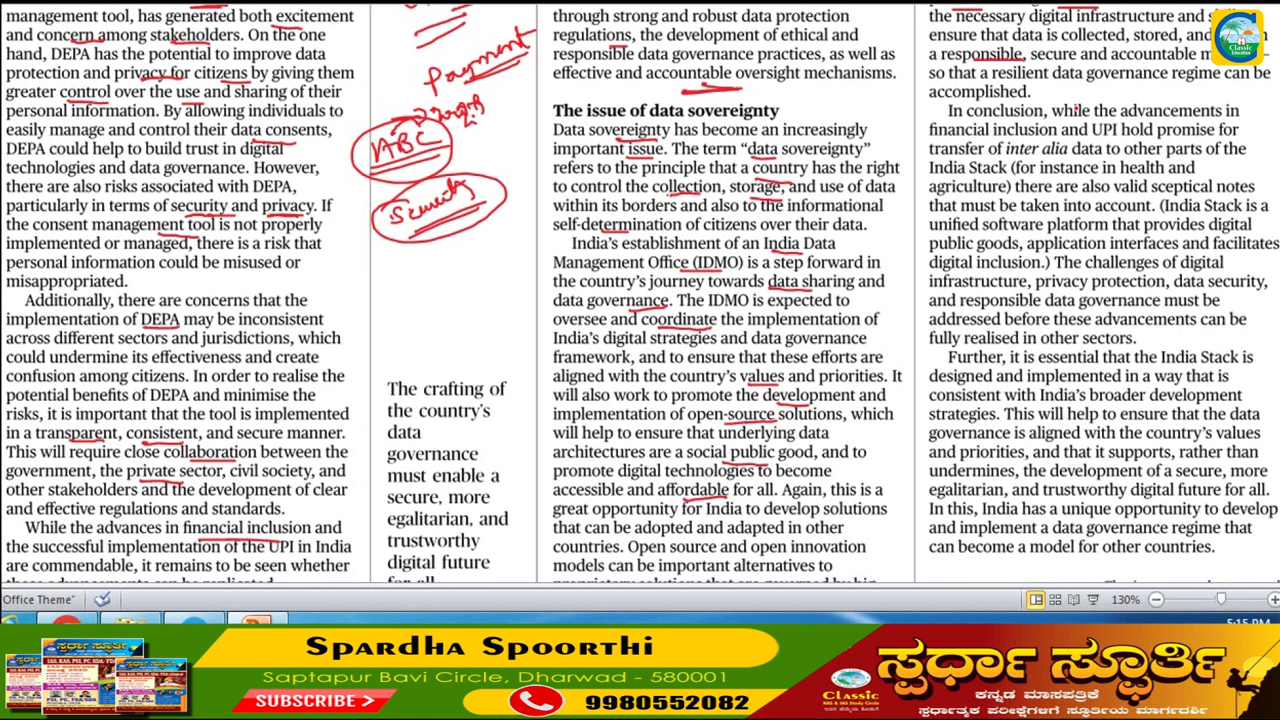 management tool, has generated both excitement
and concern among stakeholders. On the one
hand, DEPA has the potential to improve data
protection and privacy for citizens by giving them
greater control over the use and sharing of their
personal information. By allowing individuals to
easily manage and control their data consents,
DEPA could help to build trust in digital
technologies and data governance. However,
there are also risks associated with DEPA,
particularly in terms of security and privacy. If
the consent management tool is not properly
implemented or managed, there is a risk that
personal information could be misused or
misappropriated.
Additionally, there are concerns that the
implementation of DEPA may be inconsistent
across different sectors and jurisdictions, which
could undermine its effectiveness and create
confusion among citizens. In order to realise the
potential benefits of DEPA and minimise the
risks, it is important that the tool is implemented
in a transparent, consistent, and secure manner.
This will require close collaboration between the
government, the private sector, civil society, and
other stakeholders and the development of clear
and effective regulations and standards.
While the advances in financial inclusion and
the successful implementation of the UPI in India
are commendable, it remains to be seen whether
Payment
ABC
Security
The crafting of
the country's
data
governance
must enable a
secure, more
egalitarian, and
trustworthy
digital future
for all
through strong and robust data protection
regulations, the development of ethical and
responsible data governance practices, as well as
effective and accountable oversight mechanisms.
The issue of data sovereignty
Data sovereignty has become an increasingly
important issue. The term “data sovereignty”
refers to the principle that a country has the right
to control the collection, storage, and use of data
within its borders and also to the informational
self-determination of citizens over their data.
India's establishment of an India Data
Management Office (IDMO) is a step forward in
the country's journey towards data sharing and
data governance. The IDMO is expected to
oversee and coordinate the implementation of
India's digital strategies and data governance
framework, and to ensure that these efforts are
aligned with the country's values and priorities. It
will also work to promote the development and
implementation of open-source solutions, which
will help to ensure that underlying data
architectures are a social public good, and to
promote digital technologies to become
accessible and affordable for all. Again, this is a
great opportunity for India to develop solutions
that can be adopted and adapted in other
countries. Open source and open innovation
models can be important alternatives to
the necessary digital infrastructure and
ensure that data is collected, stored, and
a responsible, secure and accountable
so that a resilient data governance regime can be
accomplished.
In conclusion, while the advancements in
financial inclusion and UPI hold promise for
transfer of inter alia data to other parts of the
India Stack (for instance in health and
agriculture) there are also valid sceptical notes
that must be taken into account. (India Stack is a
unified software platform that provides digital
public goods, application interfaces and facilitates
digital inclusion.) The challenges of digital
infrastructure, privacy protection, data security,
and responsible data governance must be
addressed before these advancements can be
fully realised in other sectors.
Further, it is essential that the India Stack is
designed and implemented in a way that is
consistent with India's broader development
strategies. This will help to ensure that the data
governance is aligned with the country's values
and priorities, and that it supports, rather than
undermines, the development of a secure, more
egalitarian, and trustworthy digital future for all.
In this, India has a unique opportunity to develop
and implement a data governance regime that
can become a model for other countries.
Classic
Office Theme"
130%
5:15 PM
Spardha Spoorthi
Saptapur Bavi Circle, Dharwad - 580001
SUBSCRIBE
9980552082
ಸ್ಪರ್ಧಾ ಸ್ಫೂರ್ತಿ
Classic
ಕನ್ನಡ ಮಾಸಪತ್ರಿಕೆ
ಸ್ಪರ್ಧಾತ್ಮಕ ಪರೀಕ್ಷೆಗಳಿಗೆ ಸ್ಫೂರ್ತಿಯ ಮಾರ್ಗದರ್ಶಿ